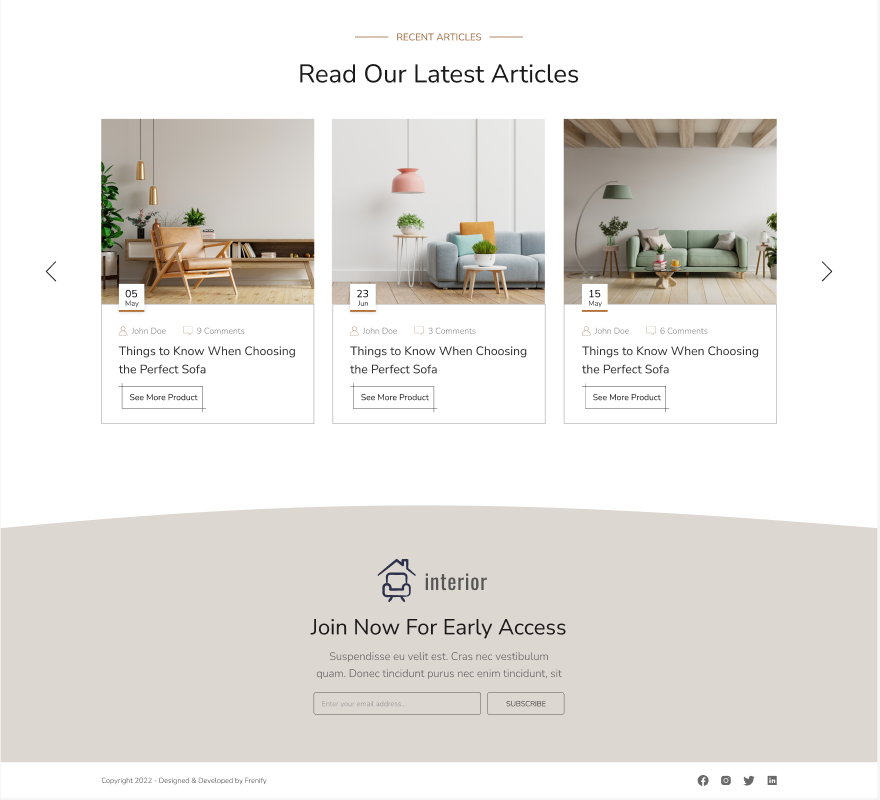 RECENT ARTICLES
Read Our Latest Articles
05
May
John Doe
9 Comments
Things to Know When Choosing
the Perfect Sofa
See More Product
23
Jun
John Doe
3 Comments
Things to Know When Choosing
the Perfect Sofa
See More Product
15
May
John Doe
6 Comments
Things to Know When Choosing
the Perfect Sofa
See More Product
interior
Join Now For Early Access
Suspendisse eu velit est. Cras nec vestibulum
quam. Donec tincidunt purus nec enim tincidunt, sit
Enter your email address...
SUBSCRIBE
Copyright 2022 - Designed & Developed by Frenify